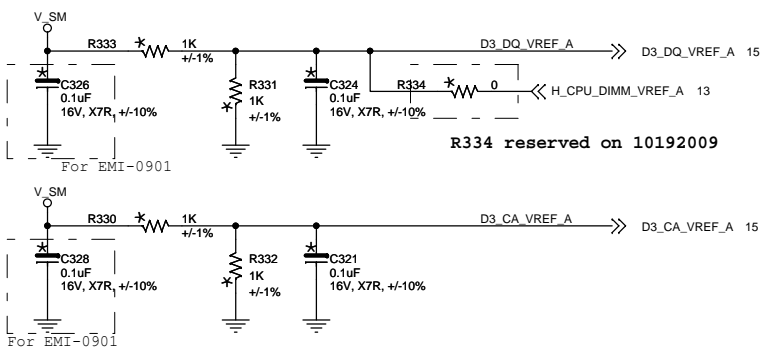 V_SM
R333 1K
+/-1%
D3_DQ_VREF_A
D3_DQ_VREF_A 15
C326
0.1uF
16V, X7R, +/-10%
R331
1K
+/-1%
C324
0.1uF
16V, X7R, +/-10%
R334 0
H_CPU_DIMM_VREF_A 13
R334 reserved on 10192009
For EMI-0901
V_SM
R330 1K
+/-1%
D3_CA_VREF_A
D3_CA_VREF_A 15
C328
0.1uF
16V, X7R, +/-10%
R332
1K
+/-1%
C321
0.1uF
16V, X7R, +/-10%
For EMI-0901